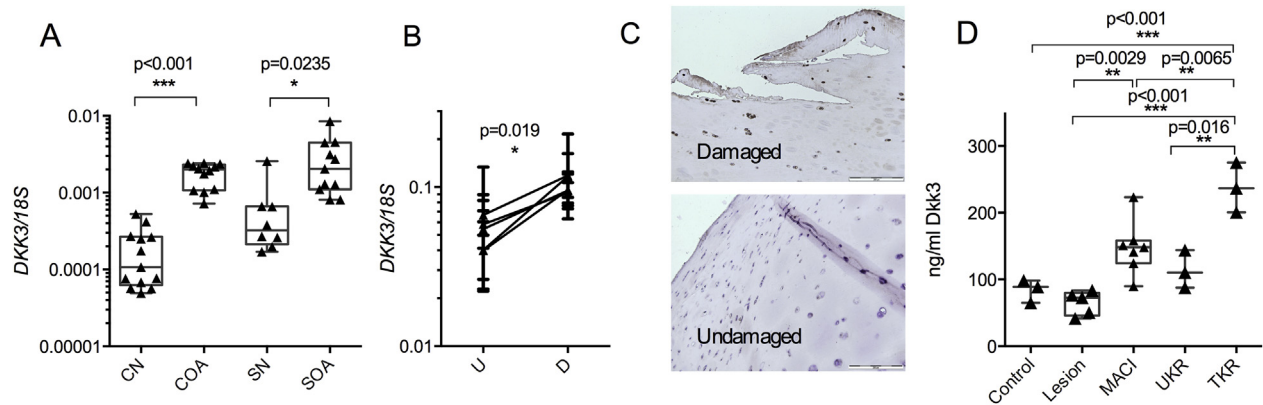 A
p<0.001
***
p=0.0235
*
0.01
0.001
0.0001
0.00001
DKK3/18S
CN
COA
SN
SOA
B
p=0.019
*
0.1
0.01
DKK3/18S
U
D
C
Damaged
Undamaged
D
p<0.001
***
p=0.0029
**
p=0.0065
**
p<0.001
***
p=0.016
**
300
200
100
0
ng/ml Dkk3
Control
Lesion
MACI
UKR
TKR